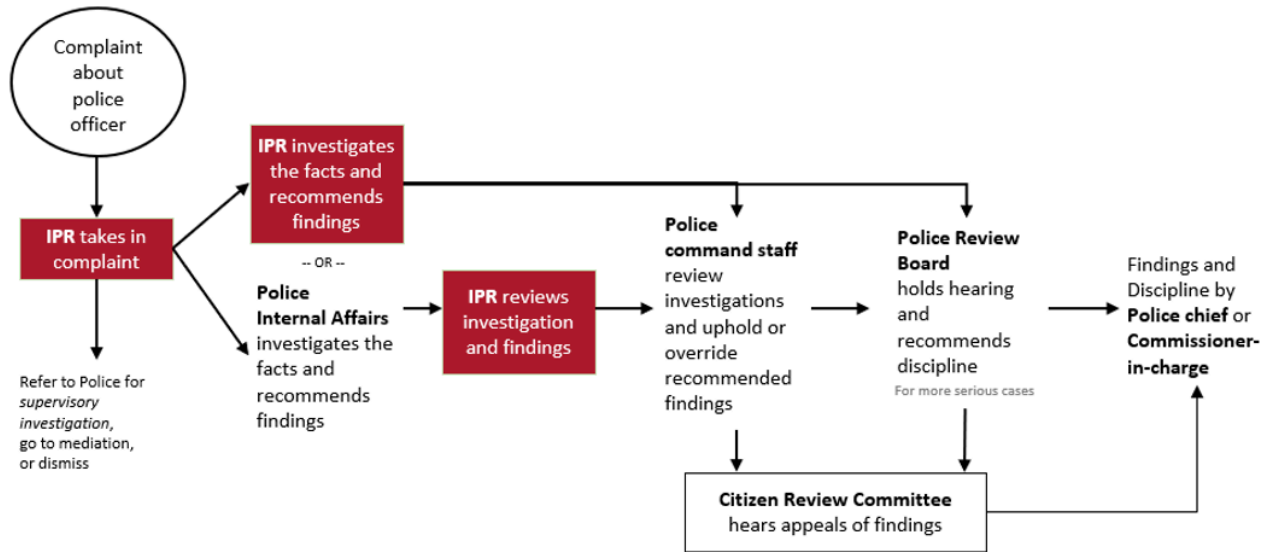 Complaint
about
police
officer
IPR takes in
complaint
Refer to Police for
supervisory
investigation,
go to mediation,
or dismiss
IPR investigates
the facts and
recommends
findings
-- OR --
Police
Internal Affairs
investigates the
facts and
recommends
findings
IPR reviews
investigation
and findings
Police
command staff
review
investigations
and uphold or
override
recommended
findings
Police Review
Board
holds hearing
and
recommends
discipline
For more serious cases
Findings and
Discipline by
Police chief or
Commissioner-
in-charge
Citizen Review Committee
hears appeals of findings